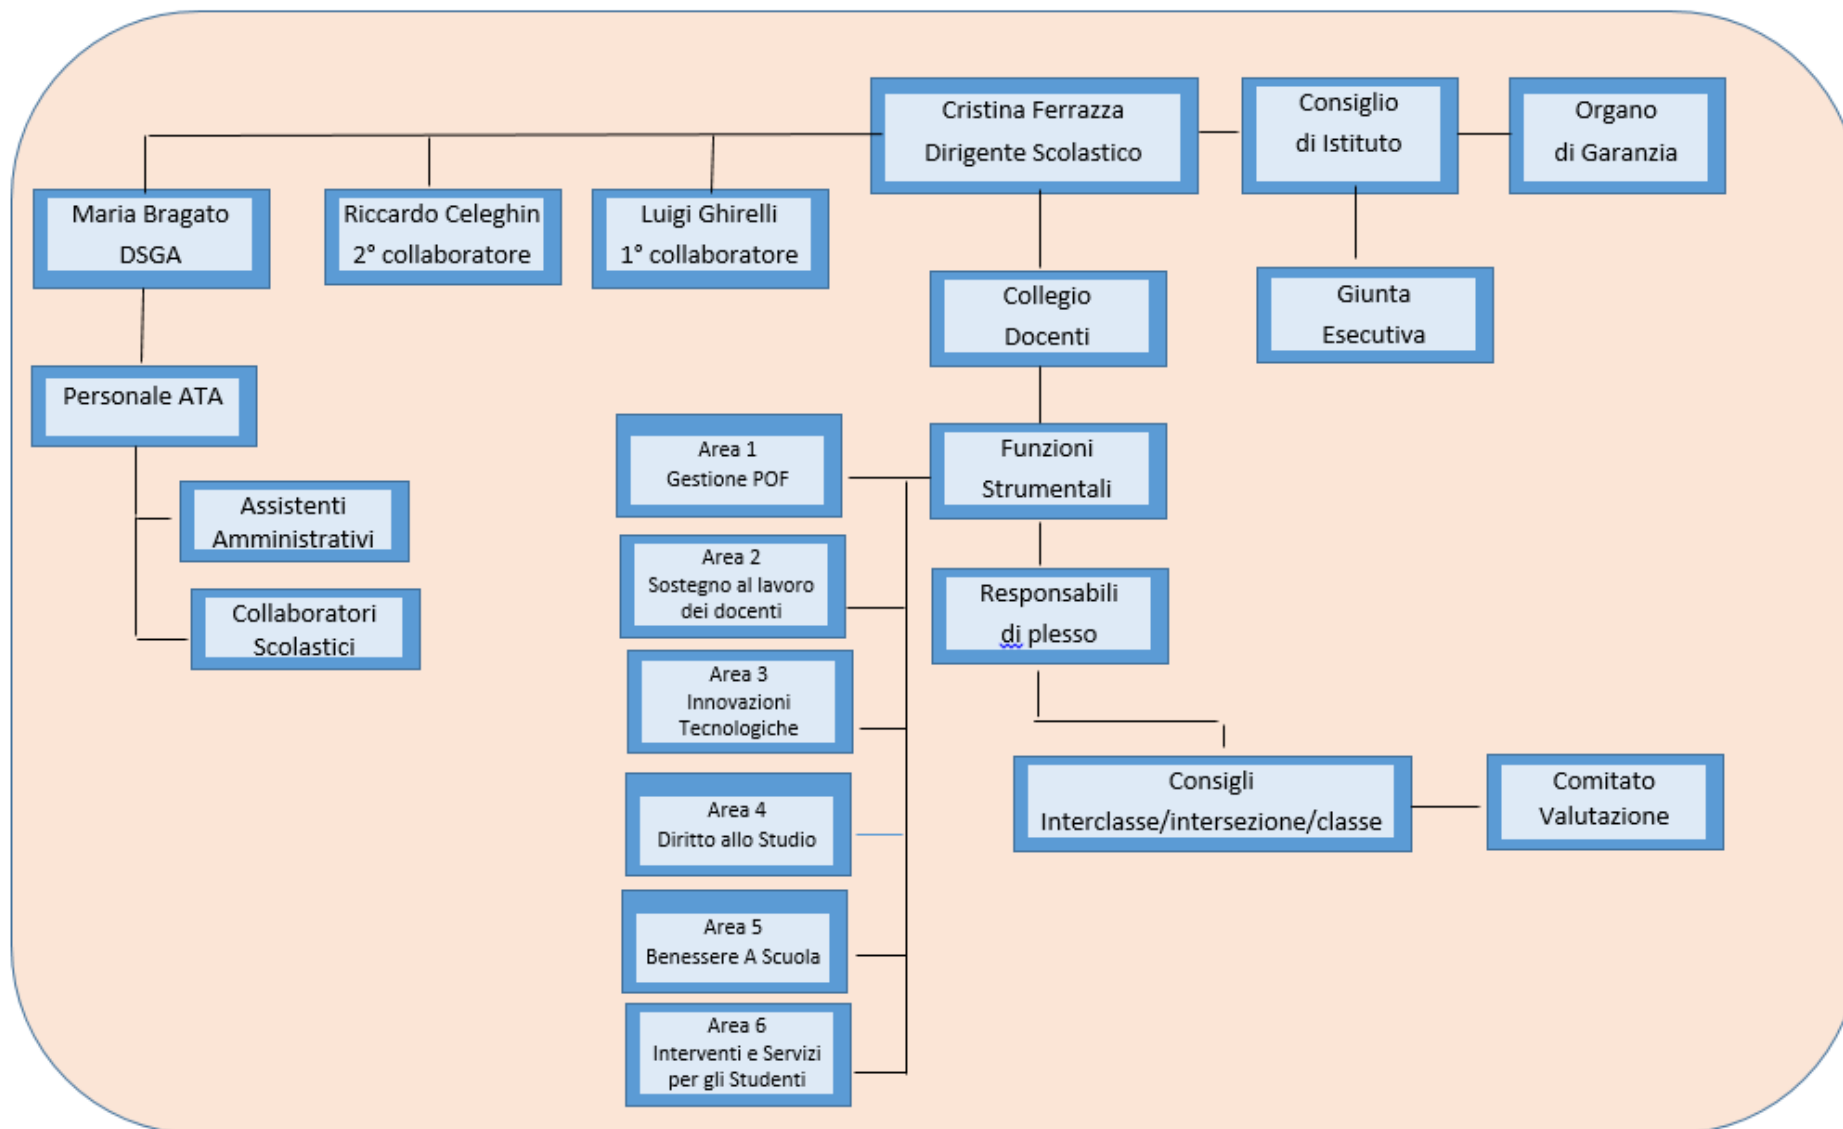 Cristina Ferrazza
Dirigente Scolastico
Consiglio
di Istituto
Organo
di Garanzia
Maria Bragato
DSGA
Riccardo Celeghin
2° collaboratore
Luigi Ghirelli
1° collaboratore
Collegio
Docenti
Giunta
Esecutiva
Personale ATA
Assistenti
Amministrativi
Collaboratori
Scolastici
Funzioni
Strumentali
Area 1
Gestione POF
Area 2
Sostegno al lavoro
dei docenti
Area 3
Innovazioni
Tecnologiche
Area 4
Diritto allo Studio
Area 5
Benessere A Scuola
Area 6
Interventi e Servizi
per gli Studenti
Responsabili
di plesso
Consigli
Interclasse/intersezione/classe
Comitato
Valutazione